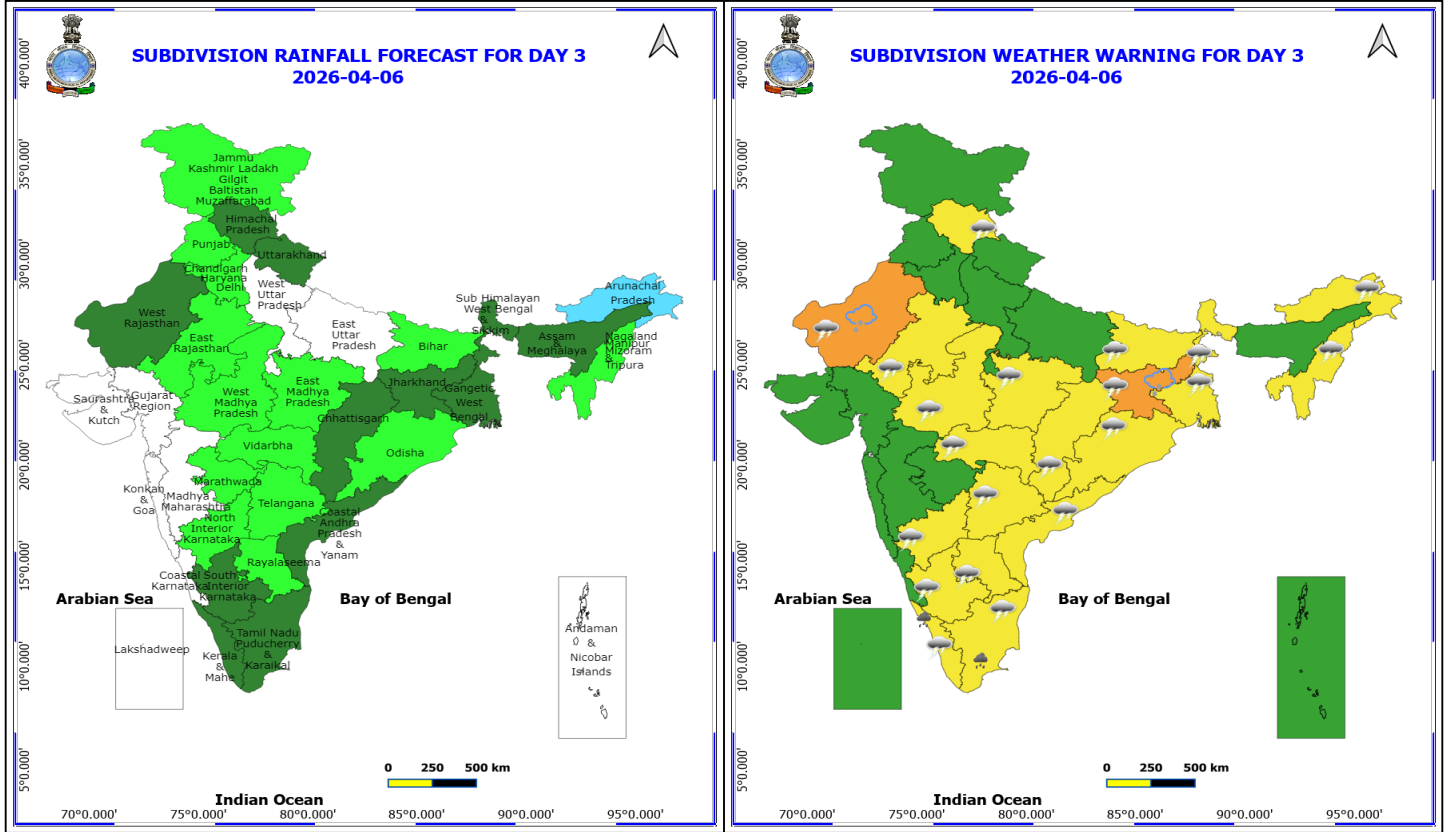 SUBDIVISION RAINFALL FORECAST FOR DAY 3
2026-04-06
40°0.000'
35°0.000'
30°0.000'
25°0.000'
20°0.000'
15°0.000'
10°0.000'
5°0.000'
Jammu
Kashmir Ladakh
Gilgit
Baltistan
Muzaffarabad
Himachal
Pradesh
Punjab
Uttarakhand
Chandigarh
Haryana
Delhi
West
Uttar
Pradesh
West
Rajasthan
East
Rajasthan
East
Uttar
Pradesh
Bihar
Sub Himalayan
West Bengal
&
Sikkim
Arunachal
Pradesh
Assam
&
Meghalaya
Nagaland
Manipur
Mizoram
&
Tripura
Saurashtra
&
Kutch
Gujarat
Region
West
Madhya
Pradesh
East
Madhya
Pradesh
Jharkhand
Gangetic
West
Bengal
Chhattisgarh
Vidarbha
Odisha
Konkan
&
Goa
Madhya
Maharashtra
Marathwada
Telangana
North
Interior
Karnataka
Coastal
Andhra
Pradesh
&
Yanam
Rayalaseema
Coastal
Karnataka
South
Interior
Karnataka
Arabian Sea
Bay of Bengal
Lakshadweep
Kerala
&
Mahe
Tamil Nadu
Puducherry
&
Karaikal
Andaman
&
Nicobar
Islands
0 250 500 km
Indian Ocean
70°0.000' 75°0.000' 80°0.000' 85°0.000' 90°0.000' 95°0.000'
SUBDIVISION WEATHER WARNING FOR DAY 3
2026-04-06
40°0.000'
35°0.000'
30°0.000'
25°0.000'
20°0.000'
15°0.000'
10°0.000'
5°0.000'
Arabian Sea
Bay of Bengal
0 250 500 km
Indian Ocean
70°0.000' 75°0.000' 80°0.000' 85°0.000' 90°0.000' 95°0.000'